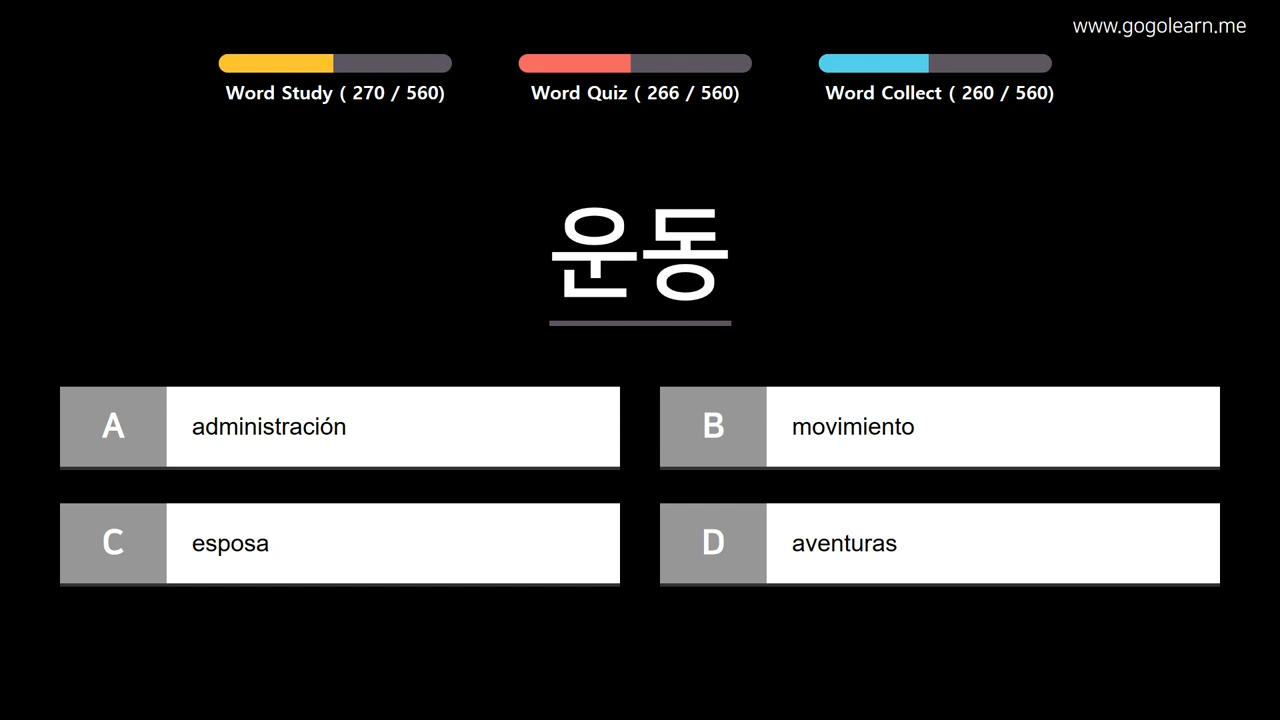 www.gogolearn.me
Word Study ( 270 / 560)
Word Quiz ( 266 / 560)
Word Collect ( 260 / 560)
운동
A administración
B movimiento
C esposa
D aventuras